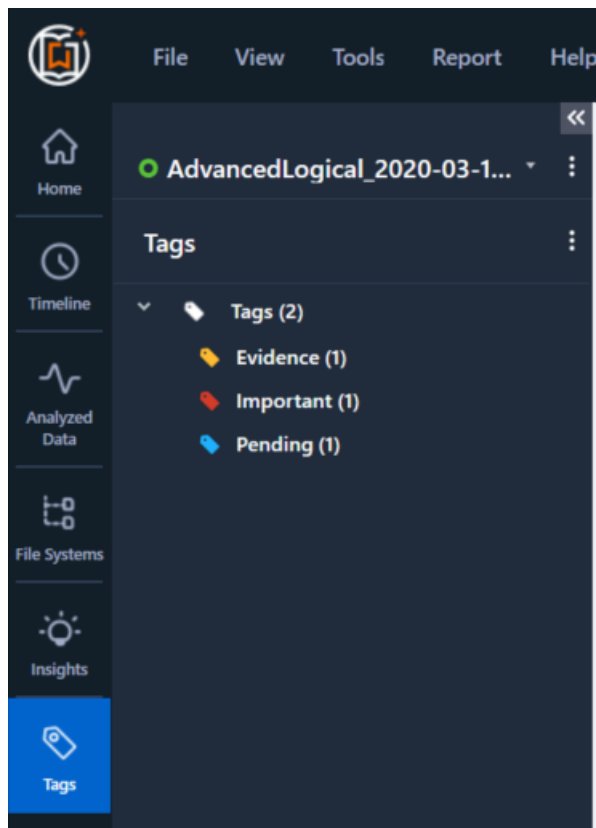 File View Tools Report Help
AdvancedLogical_2020-03-1...
Home
Tags
Timeline
Tags (2)
Evidence (1)
Important (1)
Pending (1)
Analyzed
Data
File Systems
Insights
Tags